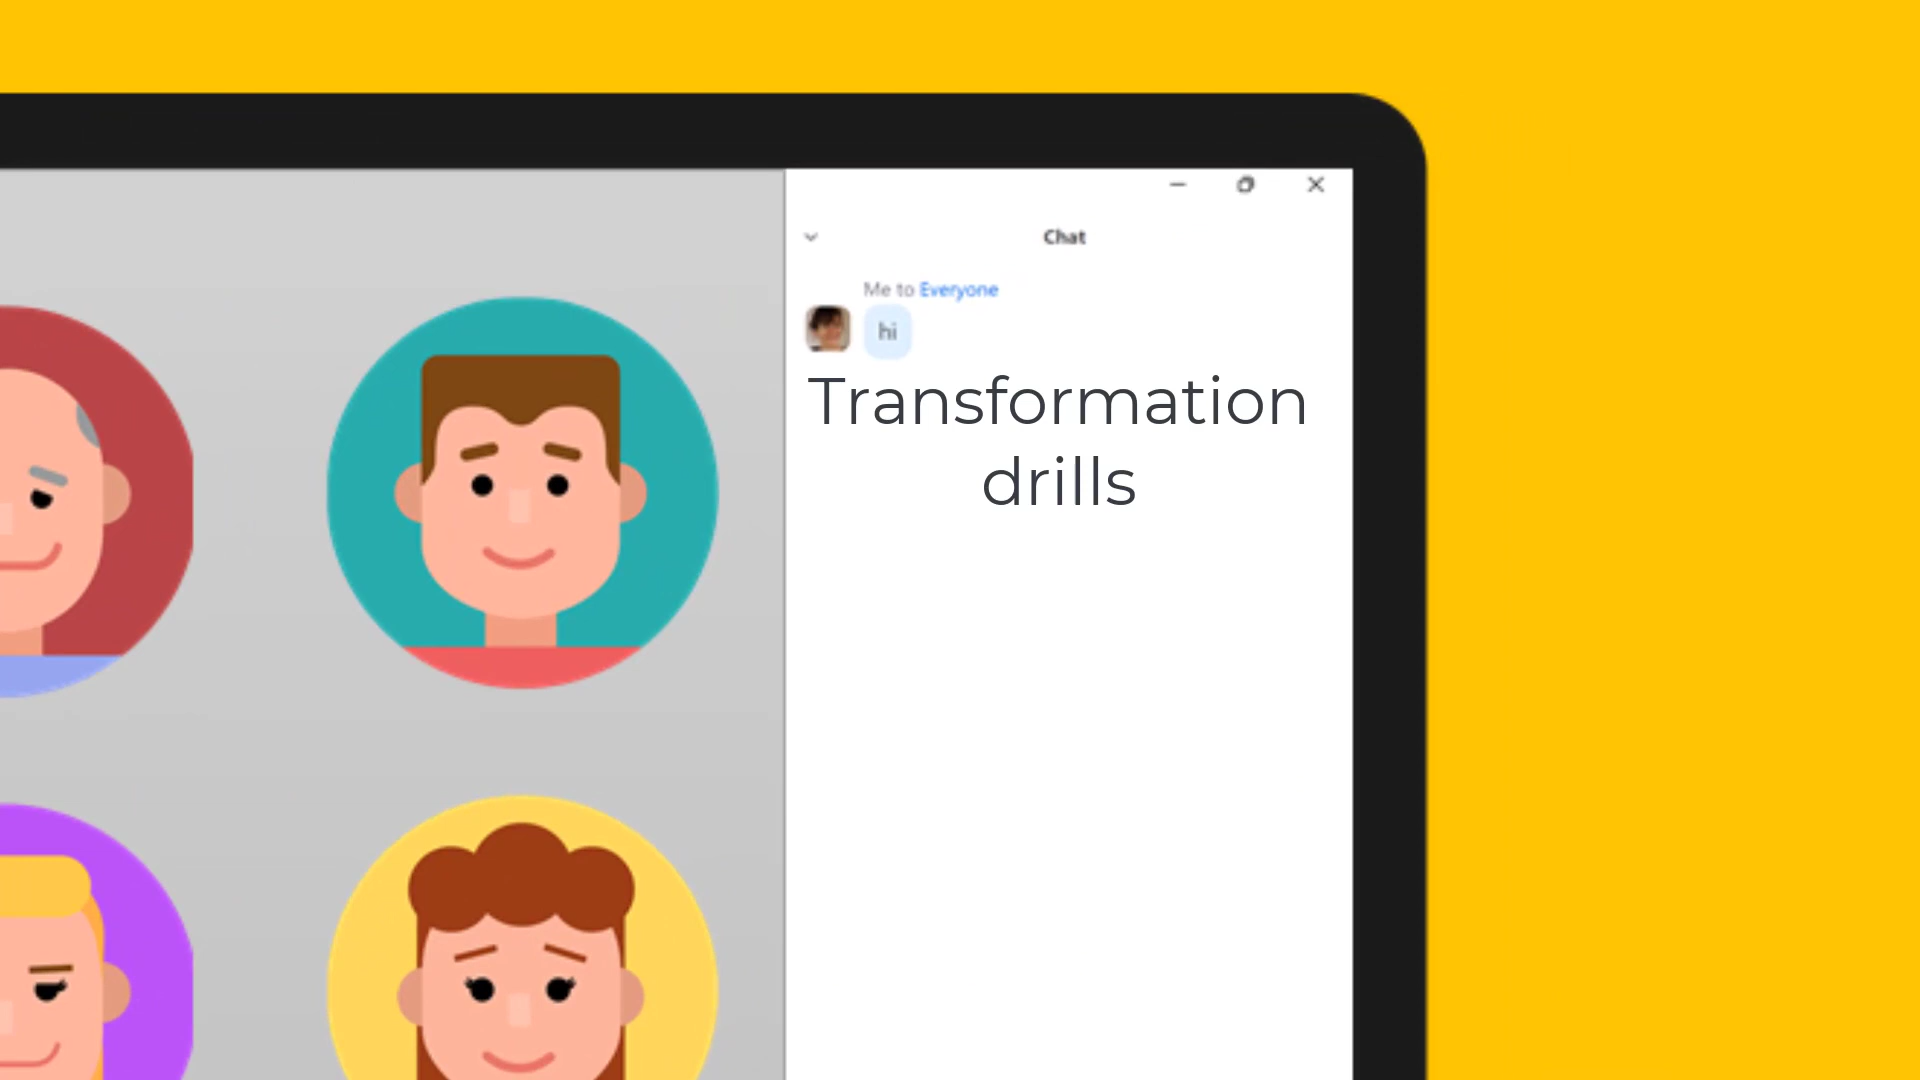 Chat
Me to Everyone
hi
Transformation
drills